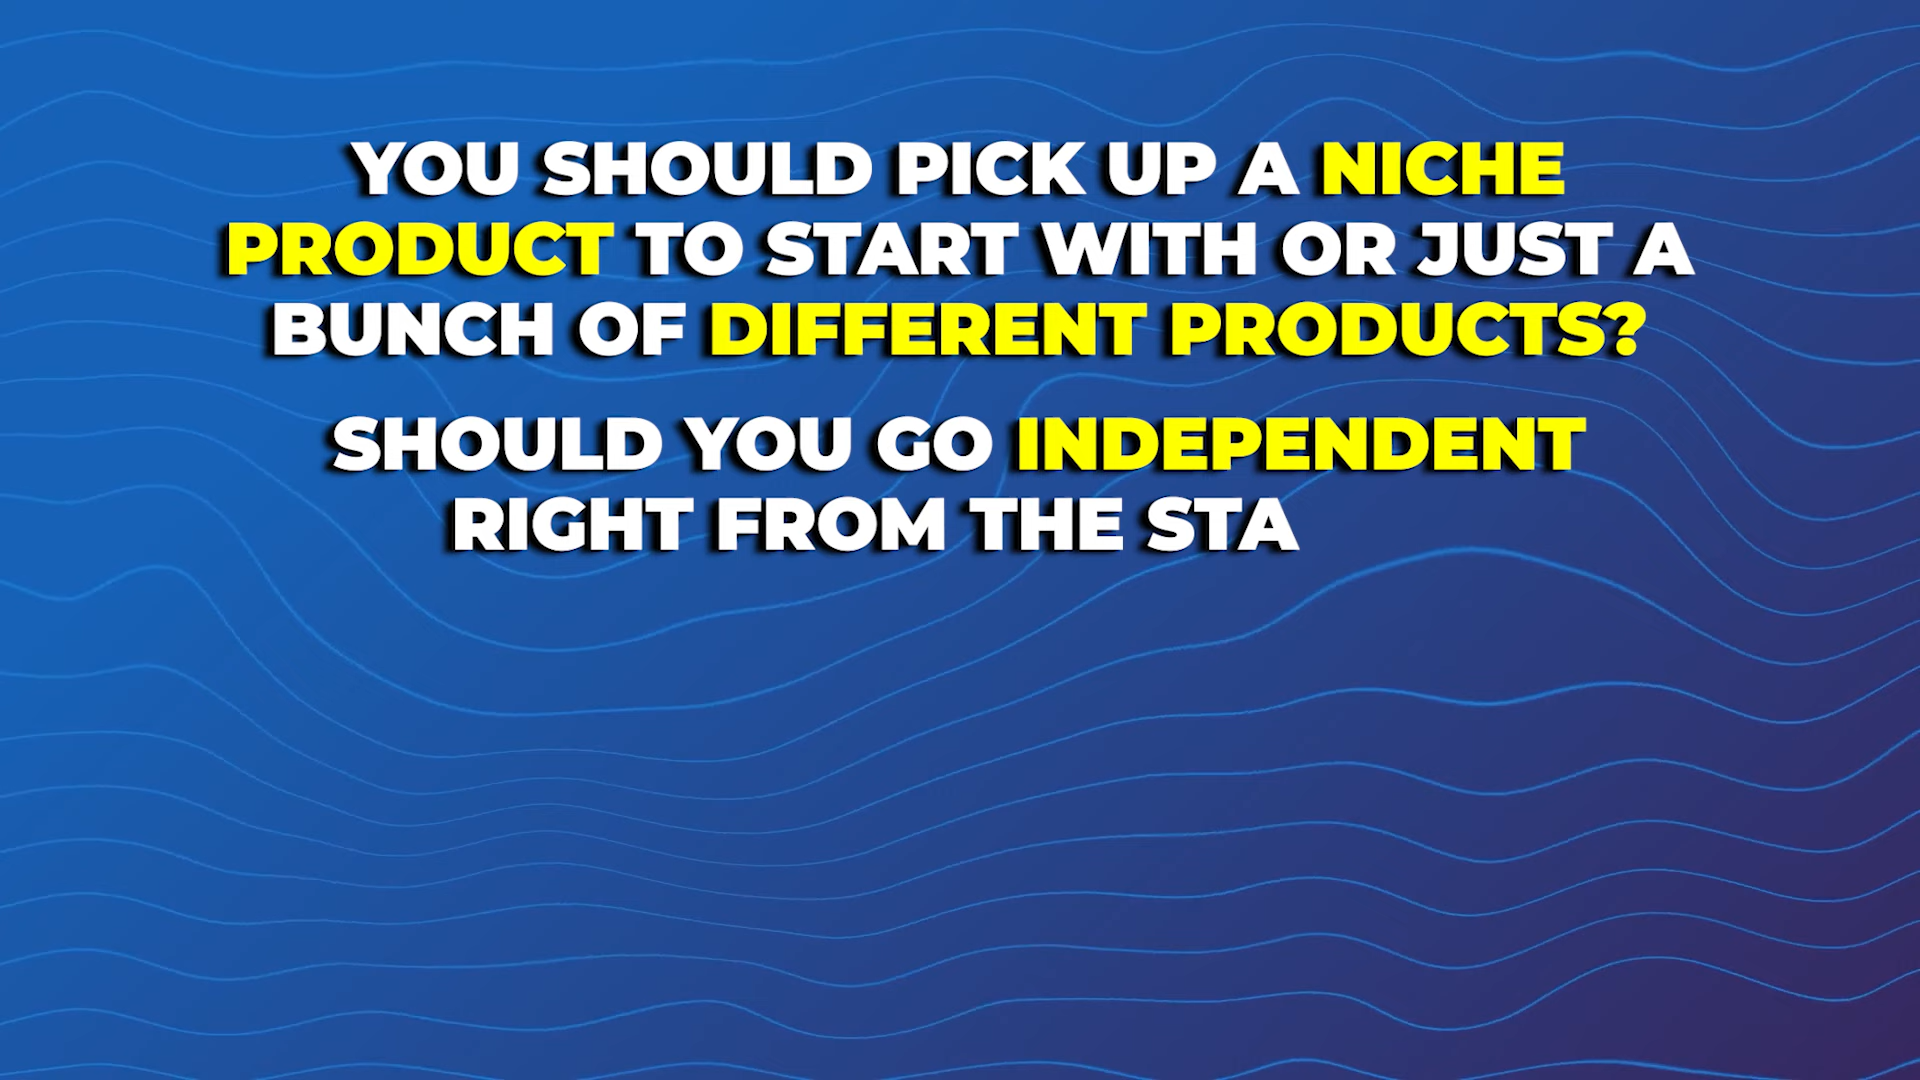 YOU SHOULD PICK UP A NICHE
PRODUCT TO START WITH OR JUST A
BUNCH OF DIFFERENT PRODUCTS?
SHOULD YOU GO INDEPENDENT
RIGHT FROM THE STA